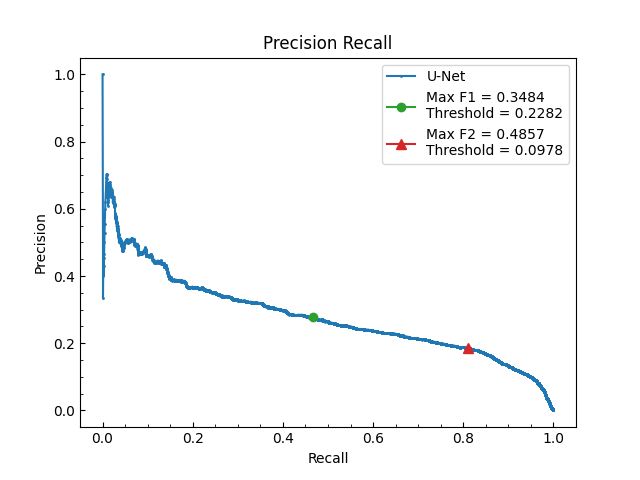 Precision Recall
U-Net
Max F1 = 0.3484
Threshold = 0.2282
Max F2 = 0.4857
Threshold = 0.0978
Precision
1.0
0.8
0.6
0.4
0.2
0.0
0.0 0.2 0.4 0.6 0.8 1.0
Recall